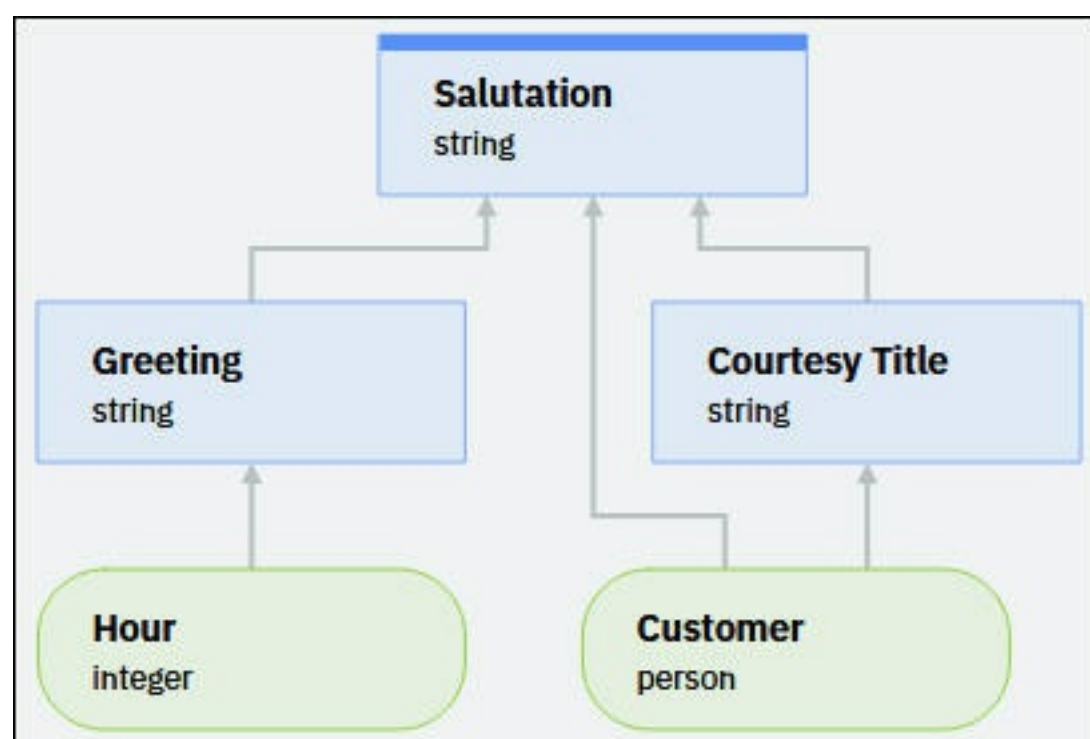 Salutation
string
Greeting
string
Courtesy Title
string
Hour
integer
Customer
person